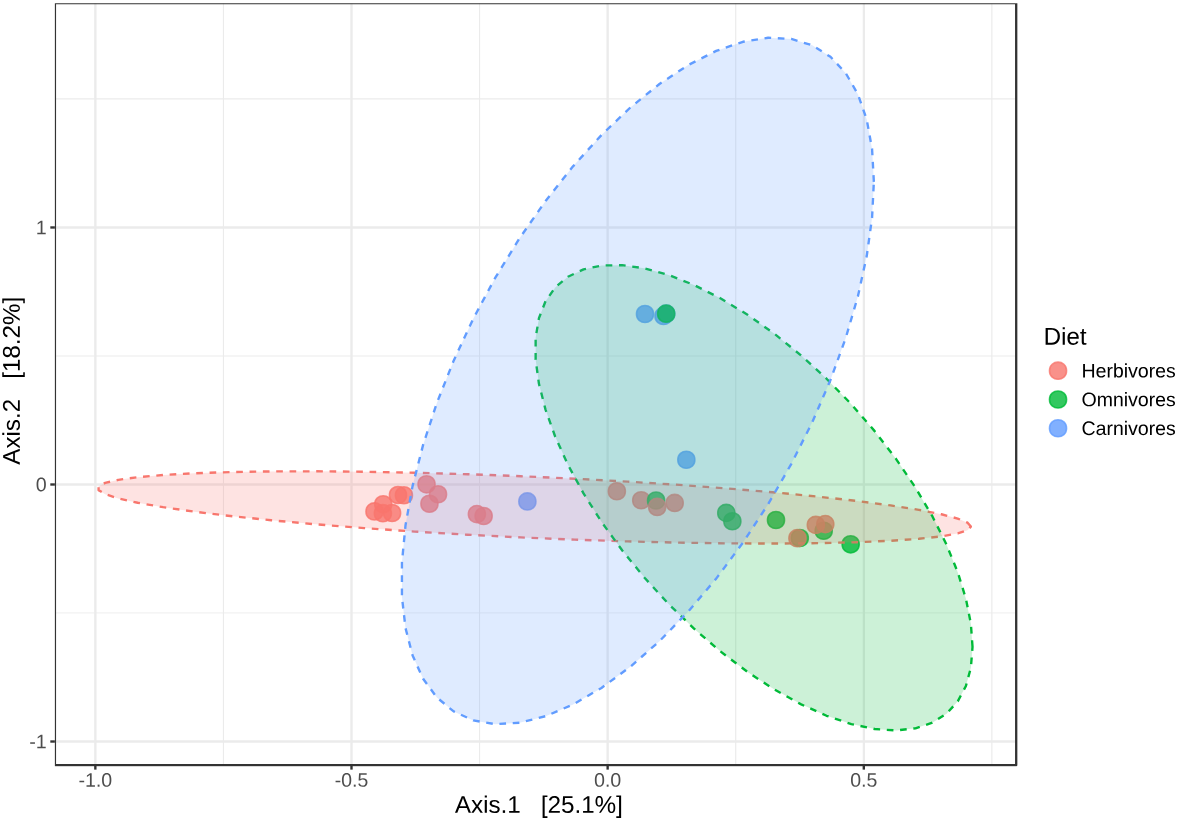 1
0
-1
-1.0
-0.5
0.0
0.5
Axis.1 [25.1%]
Axis.2 [18.2%]
Diet
Herbivores
Omnivores
Carnivores